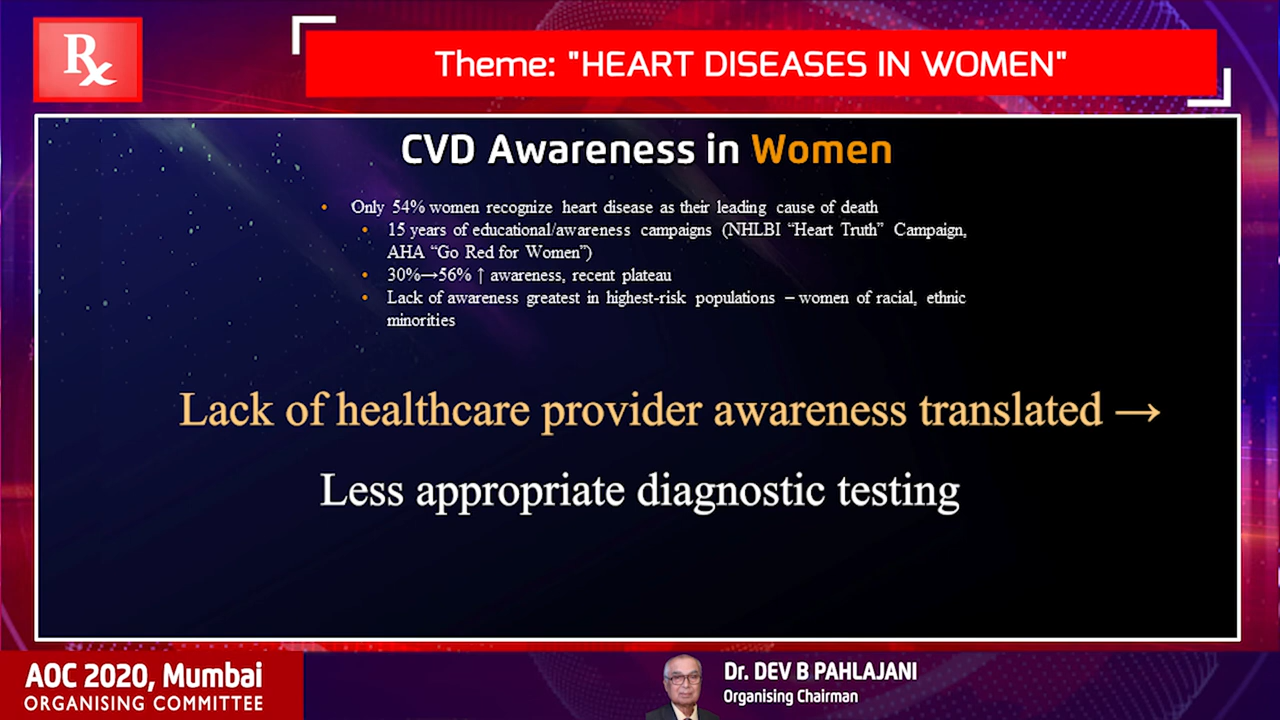 Rx
Theme: "HEART DISEASES IN WOMEN"
CVD Awareness in Women
• Only 54% women recognize heart disease as their leading cause of death
• 15 years of educational/awareness campaigns (NHLBI “Heart Truth” Campaign,
AHA “Go Red for Women”)
• 30%→56% ↑ awareness, recent plateau
• Lack of awareness greatest in highest-risk populations – women of racial, ethnic
minorities
Lack of healthcare provider awareness translated →
Less appropriate diagnostic testing
AOC 2020, Mumbai
ORGANISING COMMITTEE
Dr. DEV B PAHLAJANI
Organising Chairman